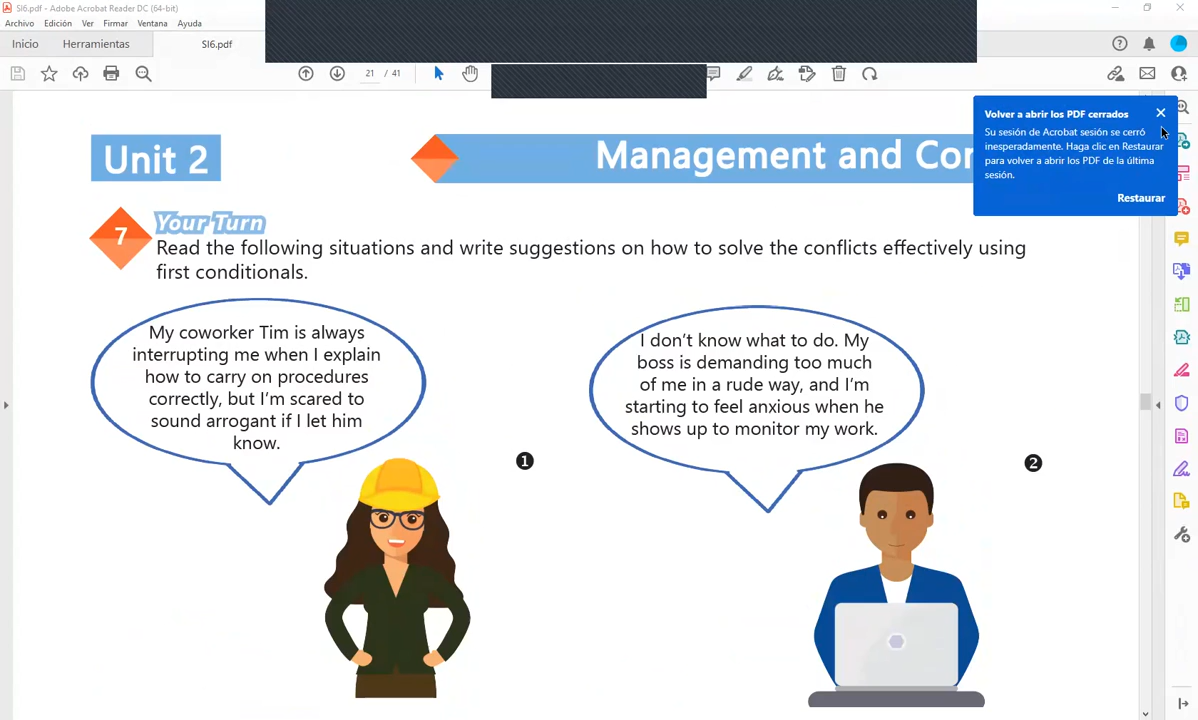 SI6.pdf - Adobe Acrobat Reader DC (64-bit)
Archivo Edición Ver Firmar Ventana Ayuda
Inicio Herramientas SI6.pdf
21 / 41
Volver a abrir los PDF cerrados
Su sesión de Acrobat sesión se cerró
inesperadamente. Haga clic en Restaurar
para volver a abrir los PDF de la última
sesión.
Restaurar
Unit 2
Management and Con
7
Your Turn
Read the following situations and write suggestions on how to solve the conflicts effectively using
first conditionals.
My coworker Tim is always
interrupting me when I explain
how to carry on procedures
correctly, but I'm scared to
sound arrogant if I let him
know.
1
I don't know what to do. My
boss is demanding too much
of me in a rude way, and I'm
starting to feel anxious when he
shows up to monitor my work.
2